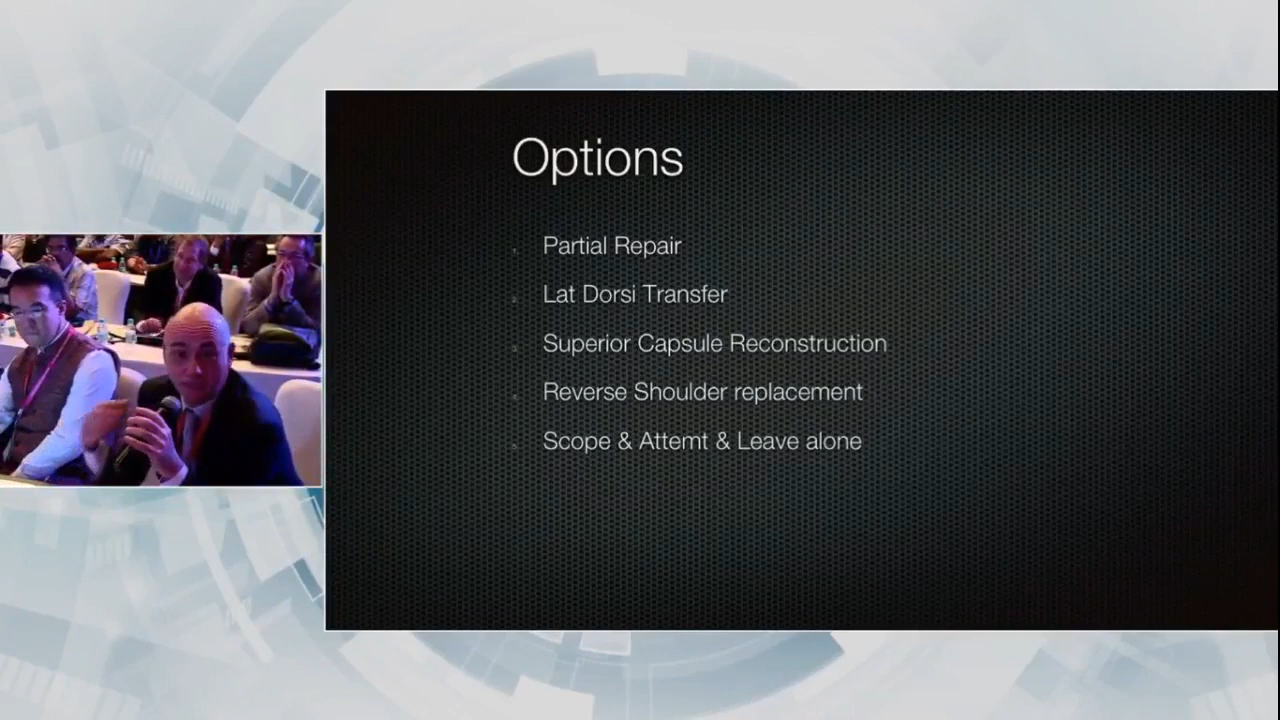 Options
Partial Repair
Lat Dorsi Transfer
Superior Capsule Reconstruction
Reverse Shoulder replacement
Scope & Attemt & Leave alone